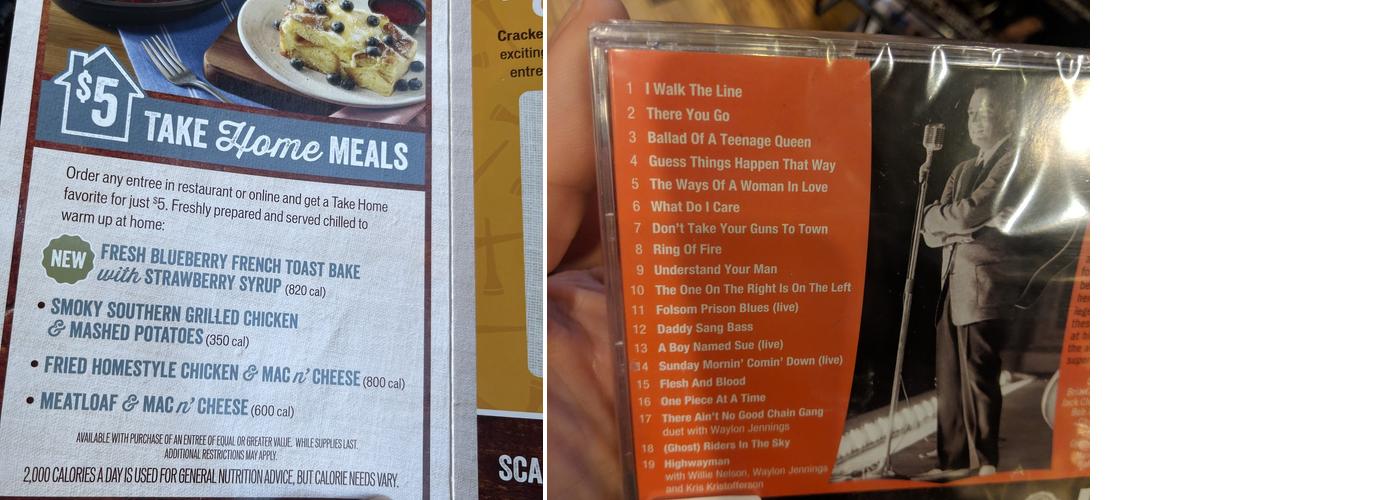 $5
TAKE Home MEALS
Order any entree in restaurant or online and get a Take Home
favorite for just $5. Freshly prepared and served chilled to
warm up at home:
NEW
FRESH BLUEBERRY FRENCH TOAST BAKE
with STRAWBERRY SYRUP (820 cal)
• SMOKY SOUTHERN GRILLED CHICKEN
& MASHED POTATOES (350 cal)
• FRIED HOMESTYLE CHICKEN & MAC n' CHEESE (800 cal)
• MEATLOAF & MAC n' CHEESE (600 cal)
AVAILABLE WITH PURCHASE OF AN ENTREE OF EQUAL OR GREATER VALUE. WHILE SUPPLIES LAST.
ADDITIONAL RESTRICTIONS MAY APPLY.
2,000 CALORIES A DAY IS USED FOR GENERAL NUTRITION ADVICE, BUT CALORIE NEEDS VARY.
Cracke
exciting
entre
SCA
1 I Walk The Line
2 There You Go
3 Ballad Of A Teenage Queen
4 Guess Things Happen That Way
5 The Ways Of A Woman In Love
6 What Do I Care
7 Don't Take Your Guns To Town
8 Ring Of Fire
9 Understand Your Man
10 The One On The Right Is On The Left
11 Folsom Prison Blues (live)
12 Daddy Sang Bass
13 A Boy Named Sue (live)
14 Sunday Mornin' Comin' Down (live)
15 Flesh And Blood
16 One Piece At A Time
17 There Ain't No Good Chain Gang
duet with Waylon Jennings
18 (Ghost) Riders In The Sky
19 Highwayman
with Willie Nelson, Waylon Jennings
and Kris Kristofferson